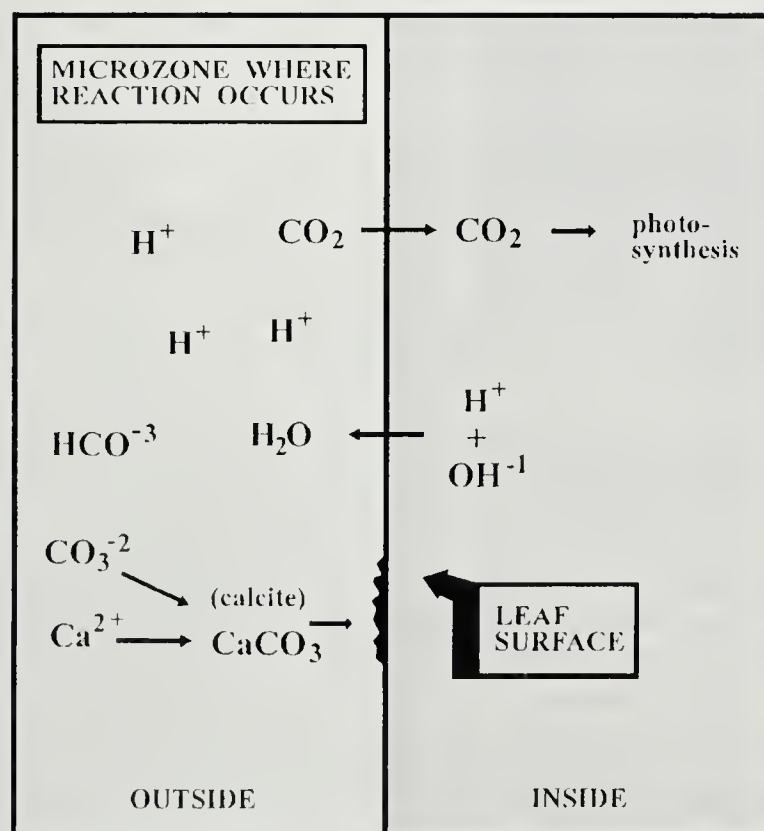 MICROZONE WHERE
REACTION OCCURS
H⁺ CO₂ CO₂ photo-
synthesis
H⁺ H⁺
HCO⁻³ H₂O H⁺
+
OH⁻¹
CO₃⁻²
(calcite)
Ca²⁺ CaCO₃
LEAF
SURFACE
OUTSIDE INSIDE